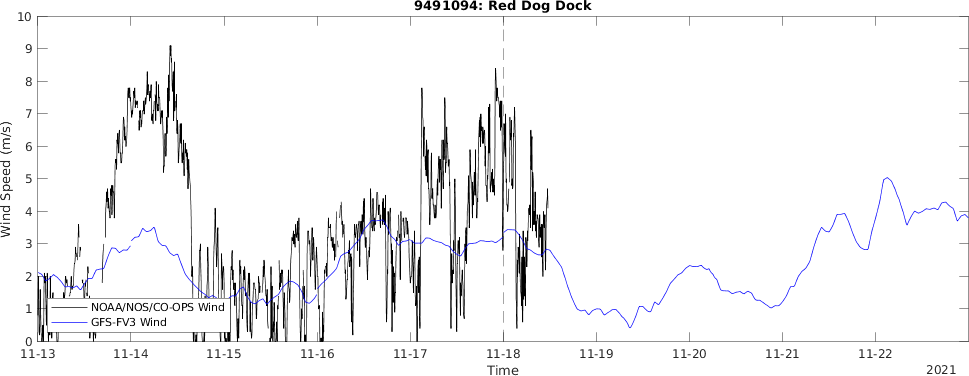 9491094: Red Dog Dock
10
9
8
7
6
5
4
3
2
1
0
Wind Speed (m/s)
NOAA/NOS/CO-OPS Wind
GFS-FV3 Wind
11-13 11-14 11-15 11-16 11-17 11-18 11-19 11-20 11-21 11-22
Time
2021